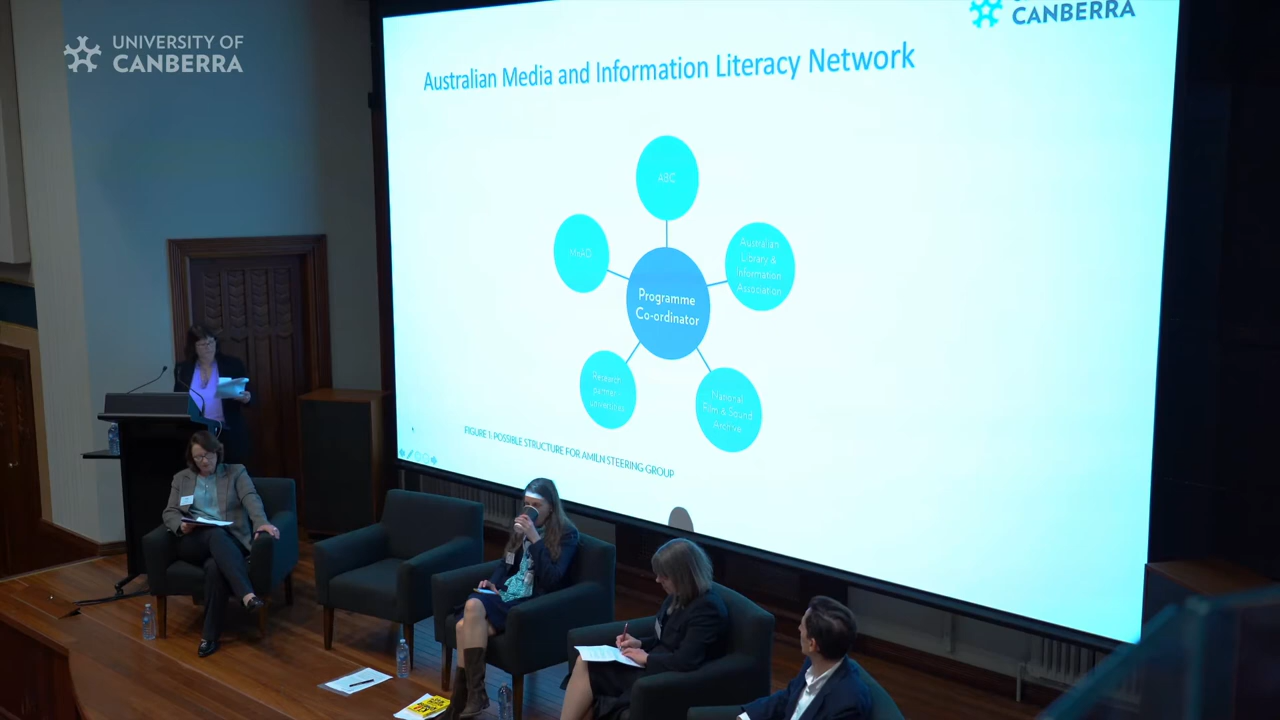 UNIVERSITY OF
CANBERRA
CANBERRA
Australian Media and Information Literacy Network
ABC
MoAD
Australian
Library &
Information
Association
Programme
Co-ordinator
Research
partner
universities
National
Film & Sound
Archive
FIGURE 1: POSSIBLE STRUCTURE FOR AMILN STEERING GROUP